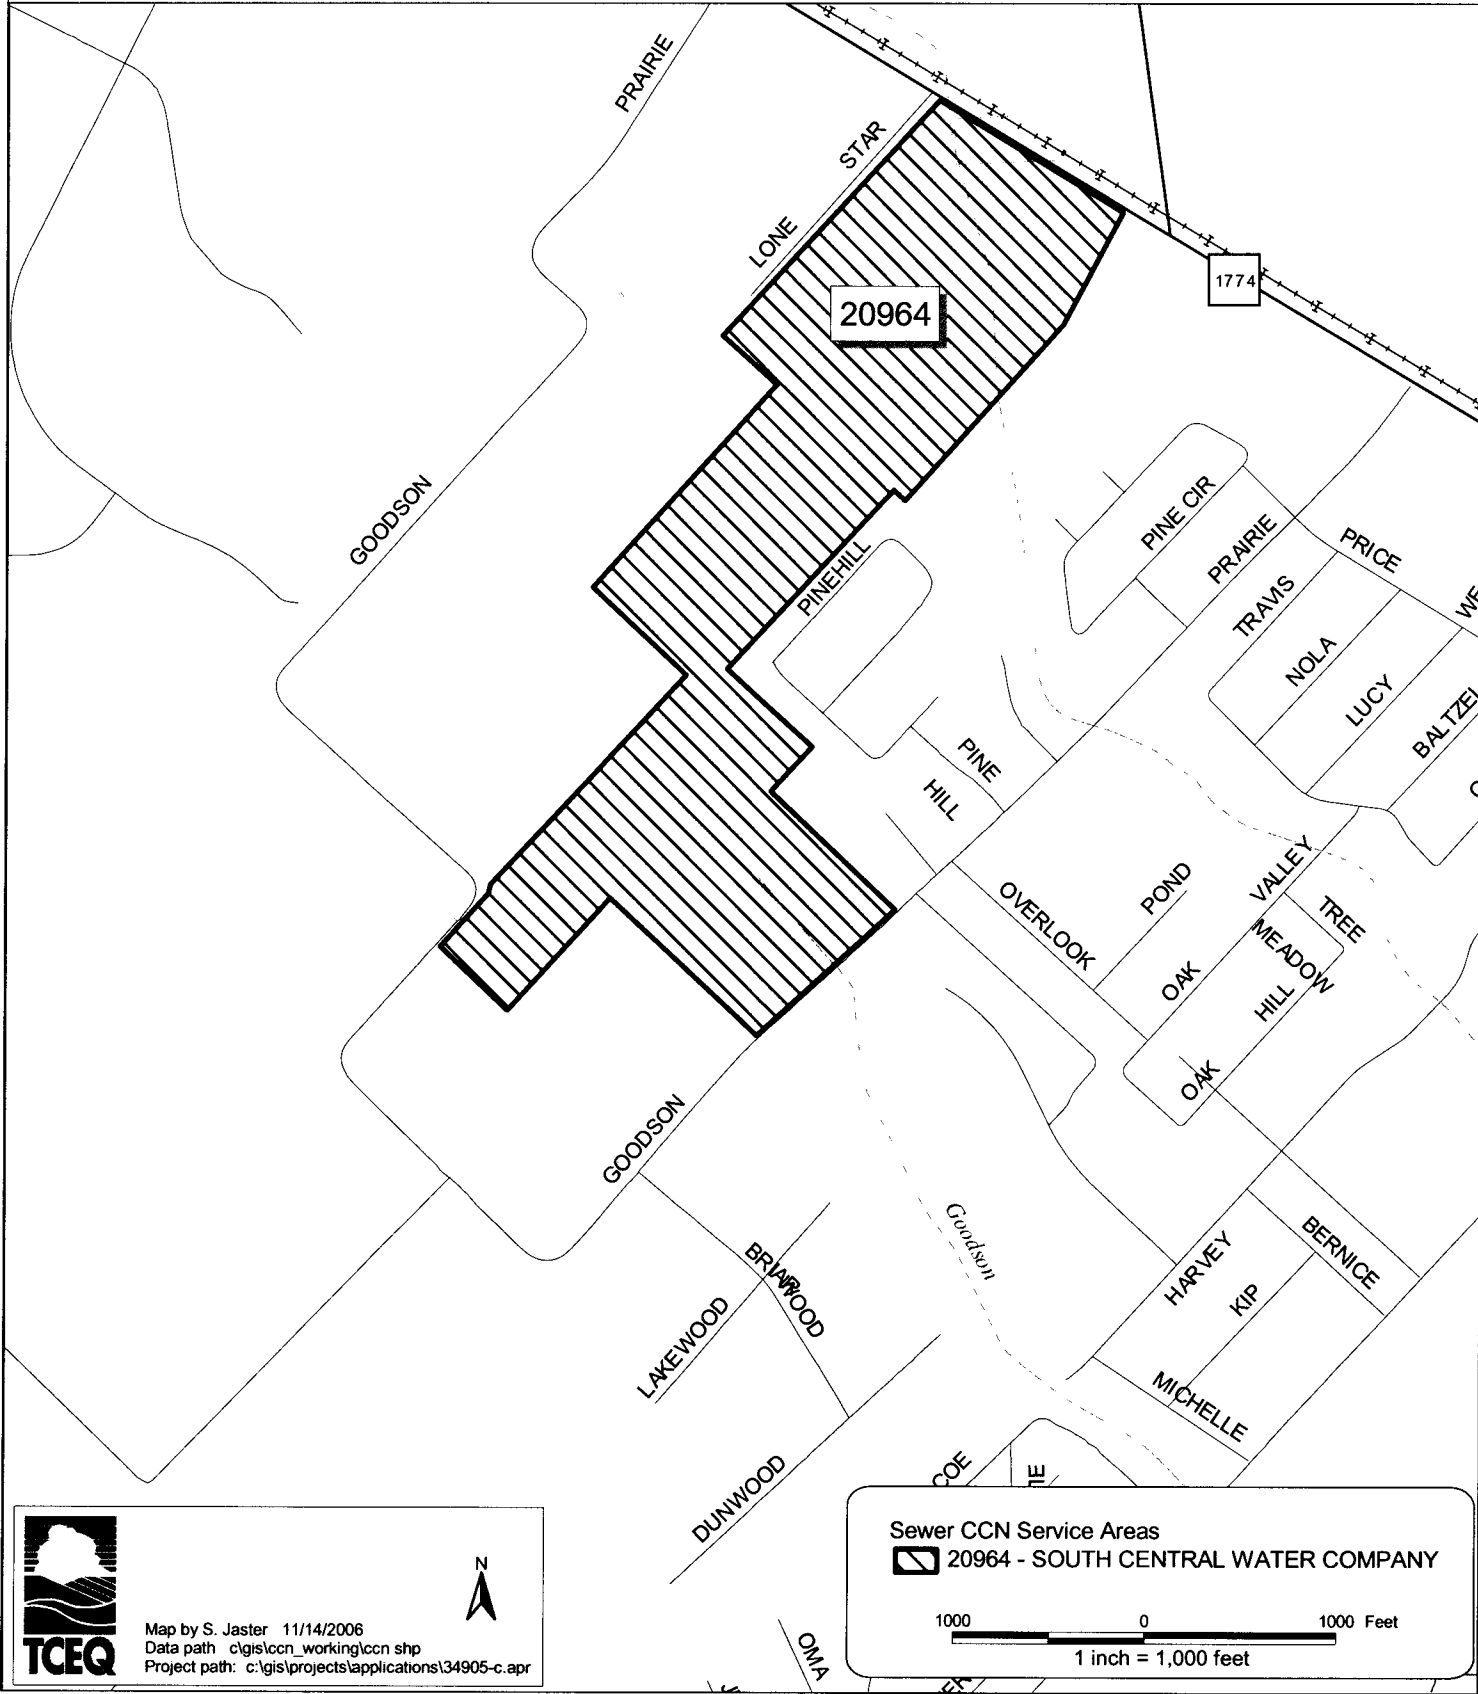 PRAIRIE
LONE STAR
20964
1774
GOODSON
PINEHILL
PINE CIR
PRAIRIE
PRICE
TRAVIS
NOLA
LUCY
PINE
HILL
OVERLOOK
POND
VALLEY
TREE
MEADOW
OAK
HILL
OAK
GOODSON
Goodson
BRIARWOOD
LAKEWOOD
HARVEY
KIP
BERNICE
MICHELLE
DUNWOOD
COE
OMA
Sewer CCN Service Areas
20964 - SOUTH CENTRAL WATER COMPANY
1000 0 1000 Feet
1 inch = 1,000 feet
N
TCEQ
Map by S. Jaster 11/14/2006
Data path c\gis\ccn_working\ccn shp
Project path: c:\gis\projects\applications\34905-c.apr